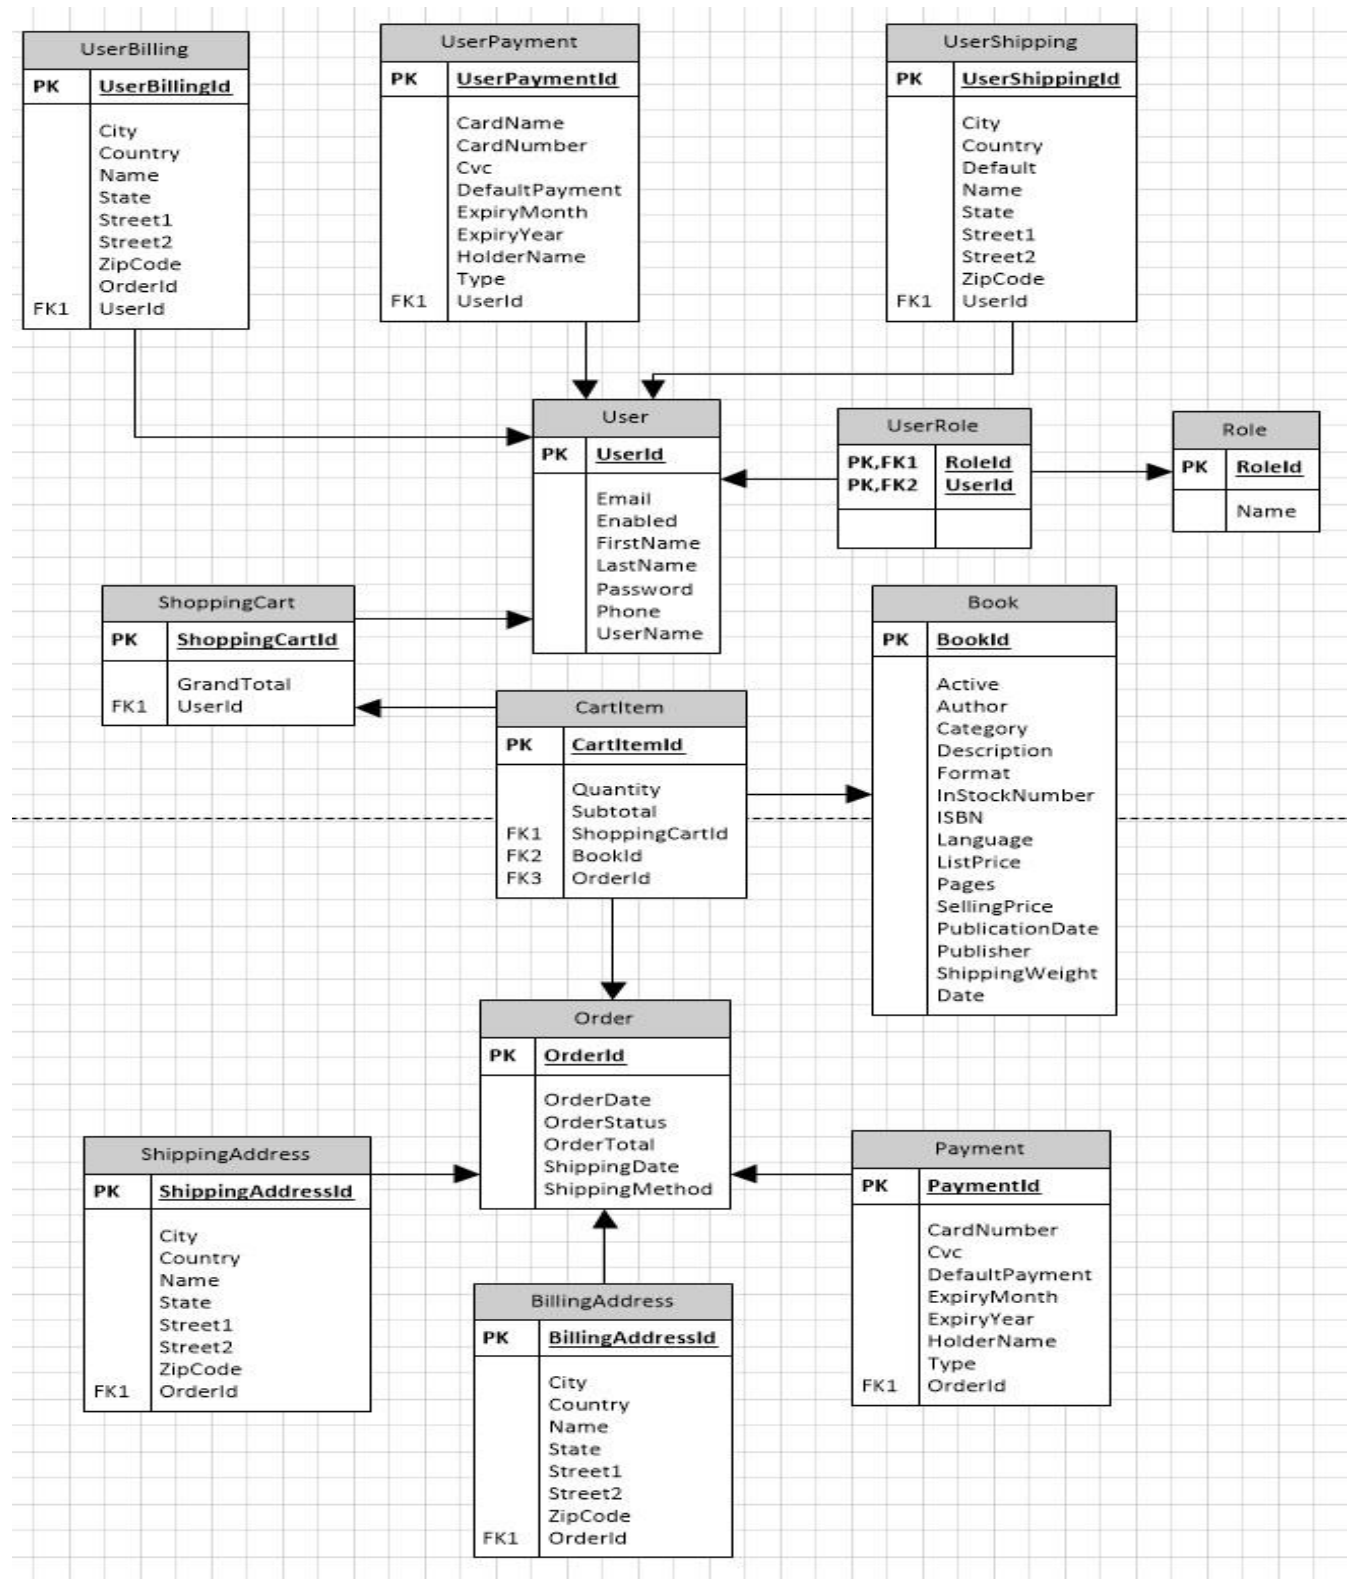 UserBilling
PK UserBillingId
City
Country
Name
State
Street1
Street2
ZipCode
OrderId
FK1 UserId
UserPayment
PK UserPaymentId
CardName
CardNumber
Cvc
DefaultPayment
ExpiryMonth
ExpiryYear
HolderName
Type
FK1 UserId
UserShipping
PK UserShippingId
City
Country
Default
Name
State
Street1
Street2
ZipCode
FK1 UserId
User
PK UserId
Email
Enabled
FirstName
LastName
Password
Phone
UserName
UserRole
PK,FK1 RoleId
PK,FK2 UserId
Role
PK RoleId
Name
ShoppingCart
PK ShoppingCartId
GrandTotal
FK1 UserId
CartItem
PK CartItemId
Quantity
Subtotal
FK1 ShoppingCartId
FK2 BookId
FK3 OrderId
Book
PK BookId
Active
Author
Category
Description
Format
InStockNumber
ISBN
Language
ListPrice
Pages
SellingPrice
PublicationDate
Publisher
ShippingWeight
Date
Order
PK OrderId
OrderDate
OrderStatus
OrderTotal
ShippingDate
ShippingMethod
ShippingAddress
PK ShippingAddressId
City
Country
Name
State
Street1
Street2
ZipCode
FK1 OrderId
BillingAddress
PK BillingAddressId
City
Country
Name
State
Street1
Street2
ZipCode
FK1 OrderId
Payment
PK PaymentId
CardNumber
Cvc
DefaultPayment
ExpiryMonth
ExpiryYear
HolderName
Type
FK1 OrderId